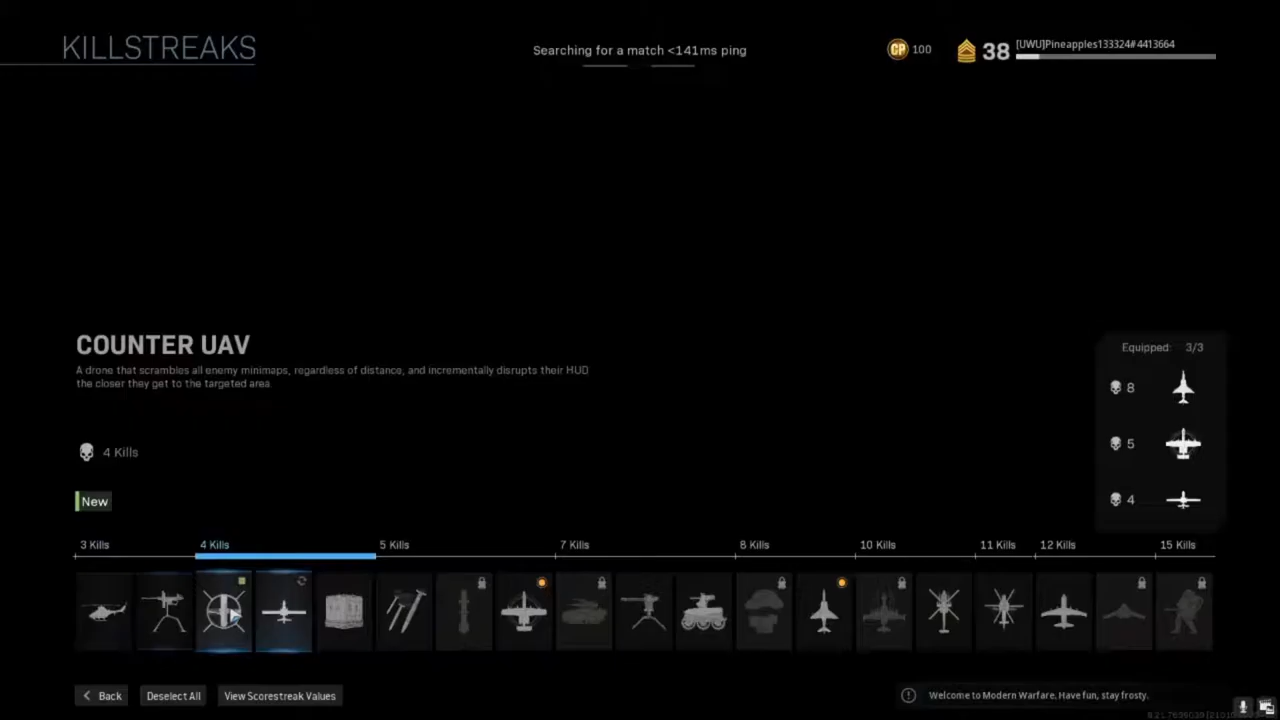 KILLSTREAKS
Searching for a match <141ms ping
CP 100
38 [UWU]Pineapples133324#4413664
COUNTER UAV
A drone that scrambles all enemy minimaps, regardless of distance, and incrementally disrupts their HUD
the closer they get to the targeted area.
4 Kills
New
Equipped: 3/3
8
5
4
3 Kills 4 Kills 5 Kills 7 Kills 8 Kills 10 Kills 11 Kills 12 Kills 15 Kills
Back Deselect All View Scorestreak Values
Welcome to Modern Warfare. Have fun, stay frosty.